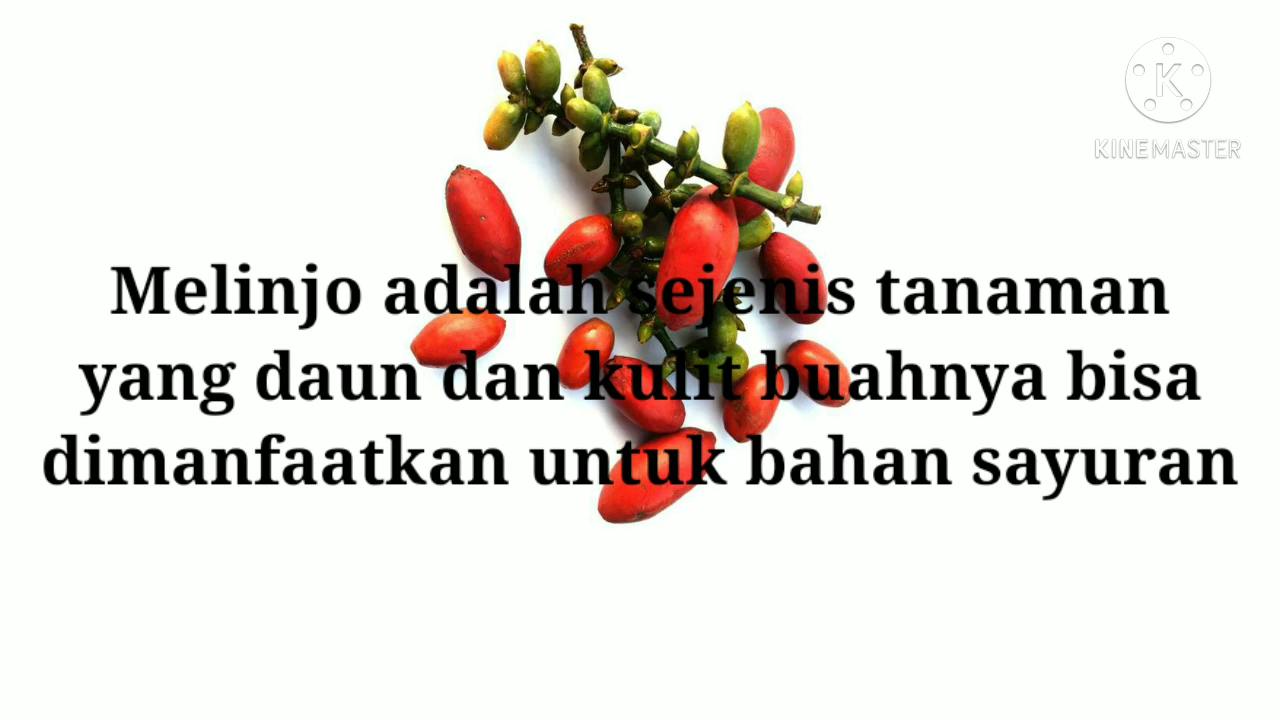 K
KINEMASTER
Melinjo adalah sejenis tanaman
yang daun dan kulit buahnya bisa
dimanfaatkan untuk bahan sayuran